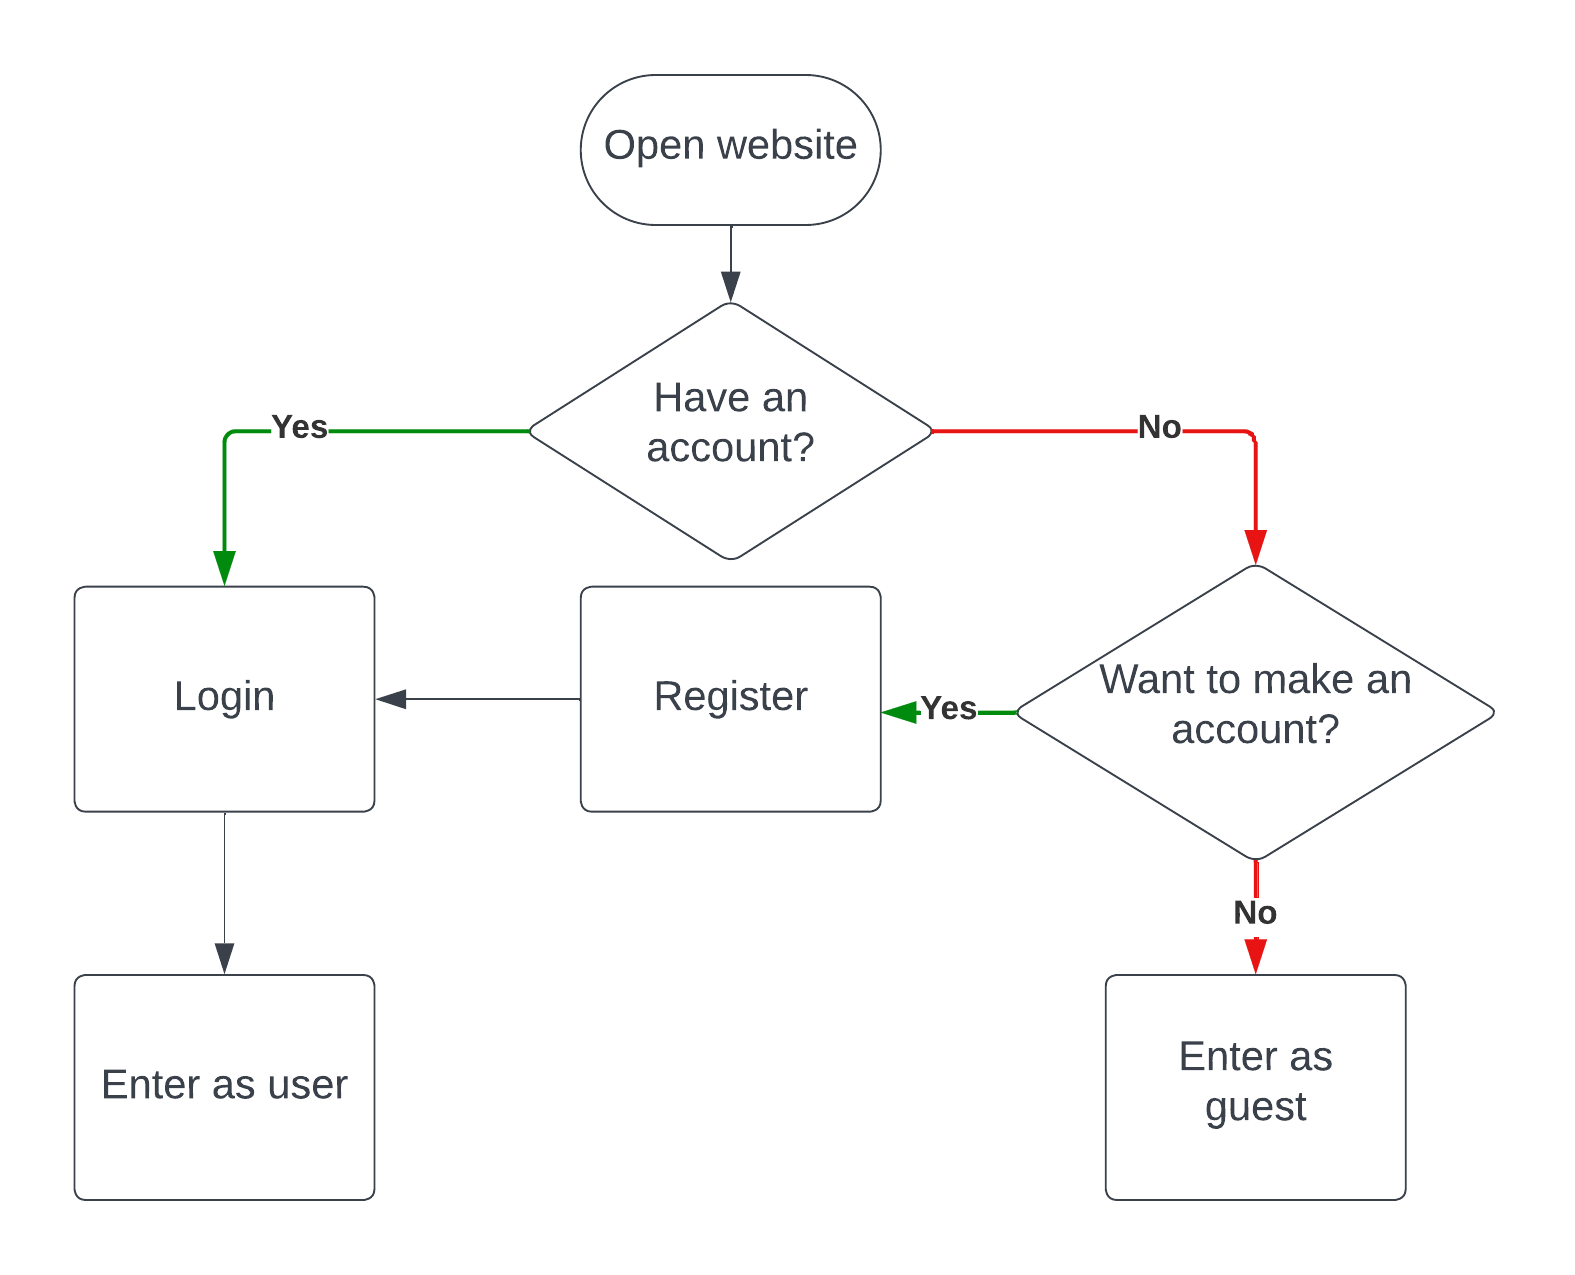 Open website
Have an
account?
Yes
No
Login
Register
Yes
Want to make an
account?
No
Enter as user
Enter as
guest